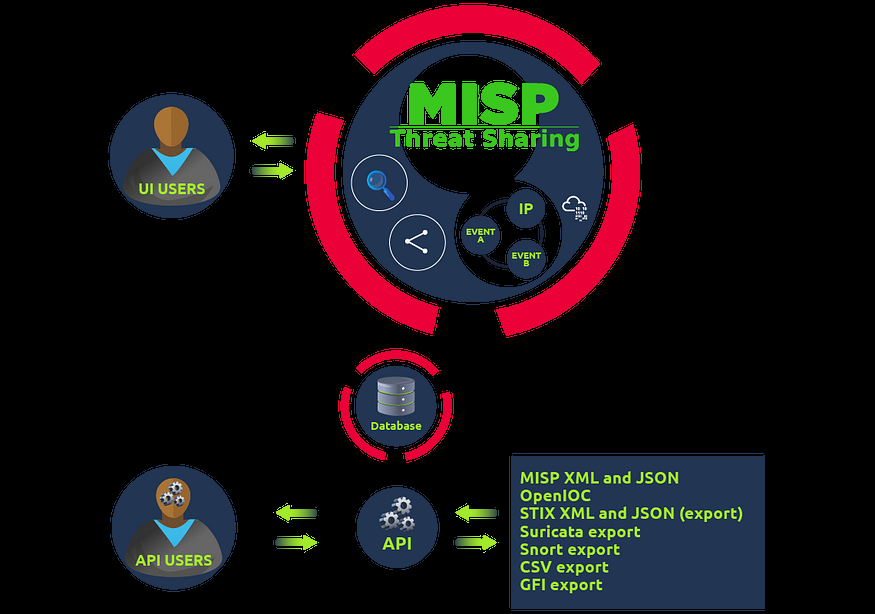 MISP
Threat Sharing
UI USERS
IP
EVENT
A
EVENT
B
Database
API USERS
API
MISP XML and JSON
OpenIOC
STIX XML and JSON (export)
Suricata export
Snort export
CSV export
GFI export